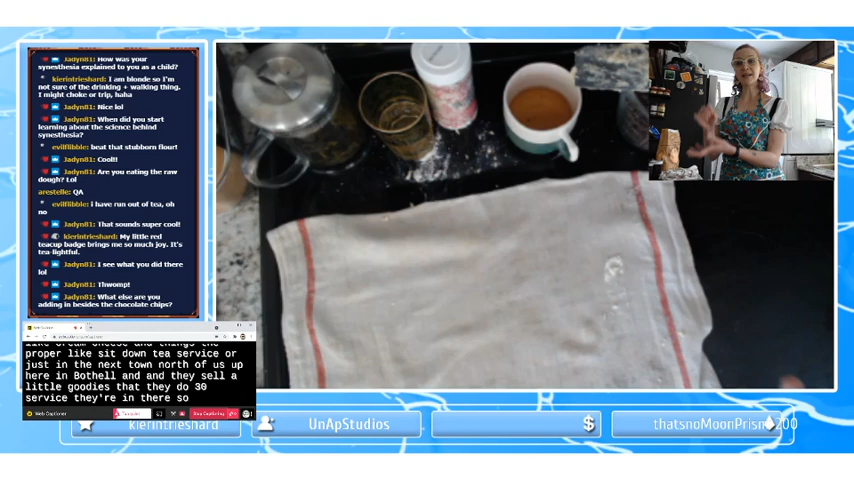 Jadyn81: How was your
synesthesia explained to you as a child?
kierintrieshard: I am blonde so I'm
not sure of the drinking + walking thing.
I might choke or trip, haha
Jadyn81: Nice lol
Jadyn81: When did you start
learning about the science behind
synesthesia?
evilflibble: beat that stubborn flour!
Jadyn81: Cool!!
Jadyn81: Are you eating the raw
dough? Lol
arestelle: QA
evilflibble: i have run out of tea, oh
no
Jadyn81: That sounds super cool!
kierintrieshard: My little red
teacup badge brings me so much joy. It's
tea-lightful.
Jadyn81: I see what you did there
lol
Jadyn81: Thwomp!
Jadyn81: What else are you
adding in besides the chocolate chips?
Web Captioner
like cream cheese and things the
proper like sit down tea service or
just in the next town north of us up
here in Bothell and and they sell a
little goodies that they do 30
service they're in there so
Web Captioner
Stop Captioning
kierintrieshard
UnApStudios
$
thatsnoMoonPrism 200